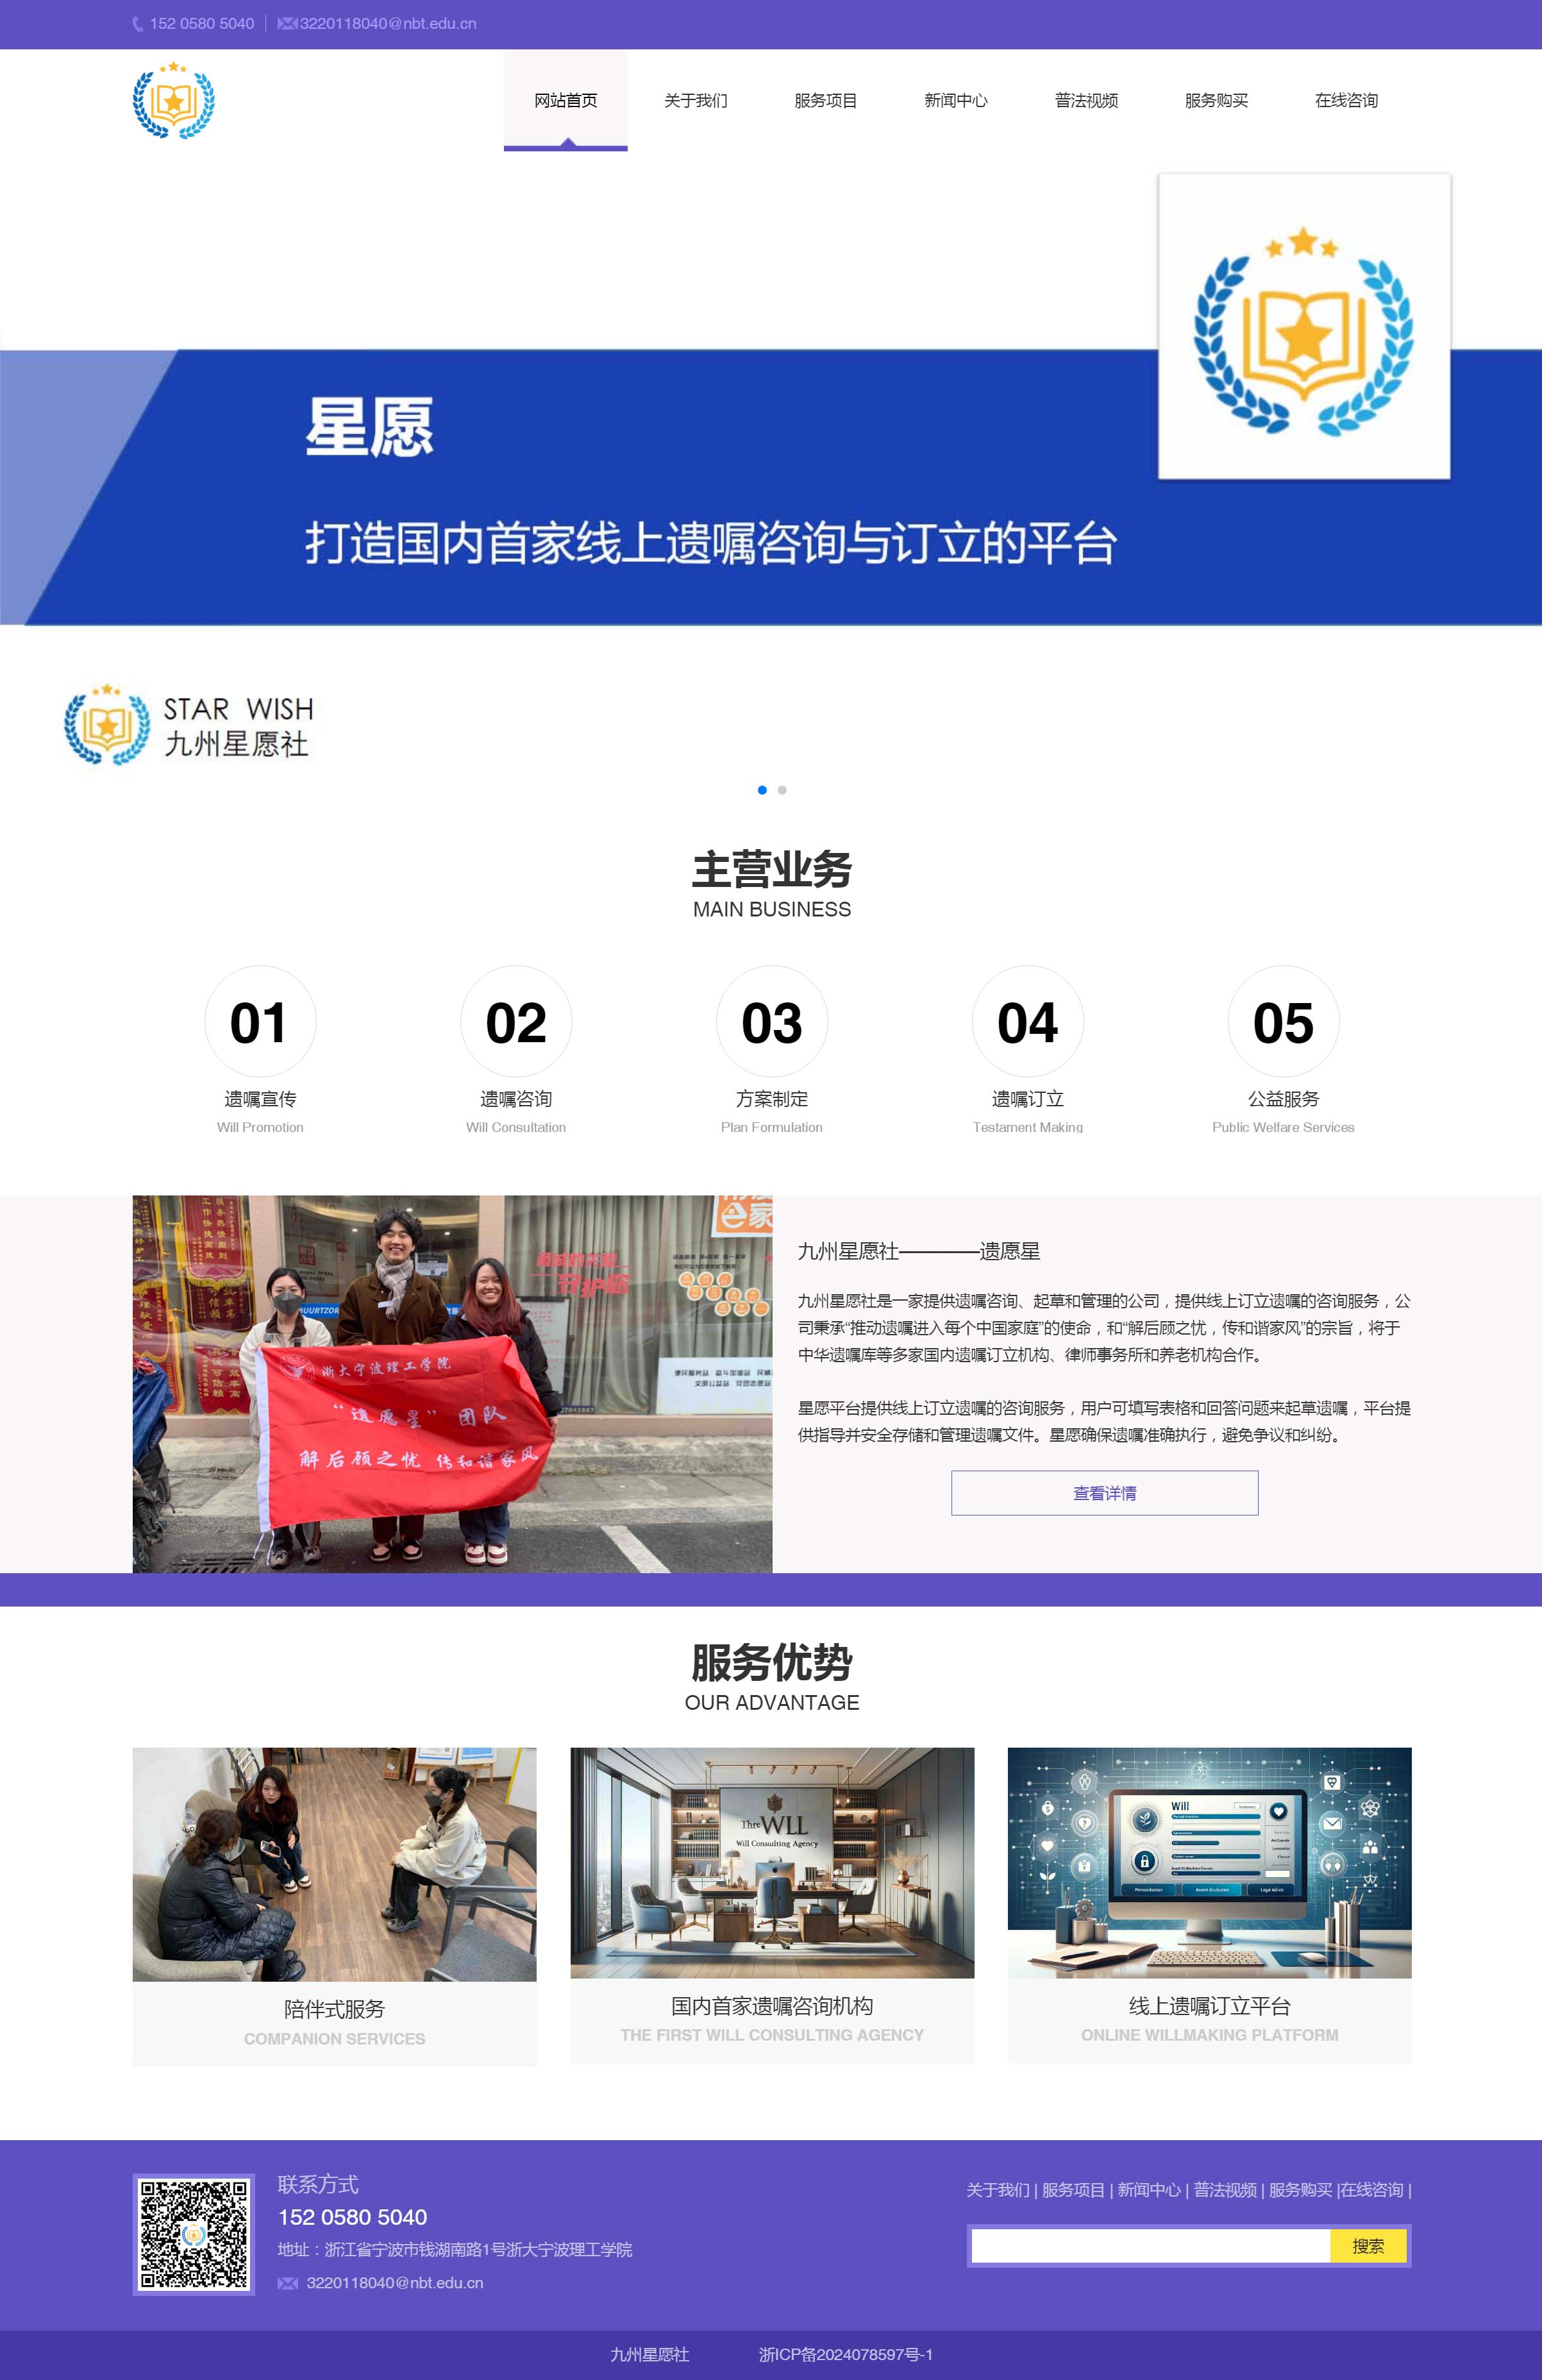 152 0580 5040
3220118040@nbt.edu.cn
网站首页
关于我们
服务项目
新闻中心
普法视频
服务购买
在线咨询
星愿
打造国内首家线上遗嘱咨询与订立的平台
STAR WISH
九州星愿社
主营业务
MAIN BUSINESS
01
02
03
04
05
遗嘱宣传
遗嘱咨询
方案制定
遗嘱订立
公益服务
Will Promotion
Will Consultation
Plan Formulation
Testament Making
Public Welfare Services
浙大宁波理工学院
“遗愿星”团队
解后顾之忧 传和谐家风
九州星愿社————遗愿星
九州星愿社是一家提供遗嘱咨询、起草和管理的公司，提供线上订立遗嘱的咨询服务，公
司秉承“推动遗嘱进入每个中国家庭”的使命，和“解后顾之忧，传和谐家风”的宗旨，将于
中华遗嘱库等多家国内遗嘱订立机构、律师事务所和养老机构合作。
星愿平台提供线上订立遗嘱的咨询服务，用户可填写表格和回答问题来起草遗嘱，平台提
供指导并安全存储和管理遗嘱文件。星愿确保遗嘱准确执行，避免争议和纠纷。
查看详情
服务优势
OUR ADVANTAGE
Thre WLL
Will Consulting Agency
Will
陪伴式服务
COMPANION SERVICES
国内首家遗嘱咨询机构
THE FIRST WILL CONSULTING AGENCY
线上遗嘱订立平台
ONLINE WILLMAKING PLATFORM
联系方式
152 0580 5040
地址：浙江省宁波市钱湖南路1号浙大宁波理工学院
3220118040@nbt.edu.cn
关于我们 | 服务项目 | 新闻中心 | 普法视频 | 服务购买 |在线咨询 |
搜索
九州星愿社
浙ICP备2024078597号-1